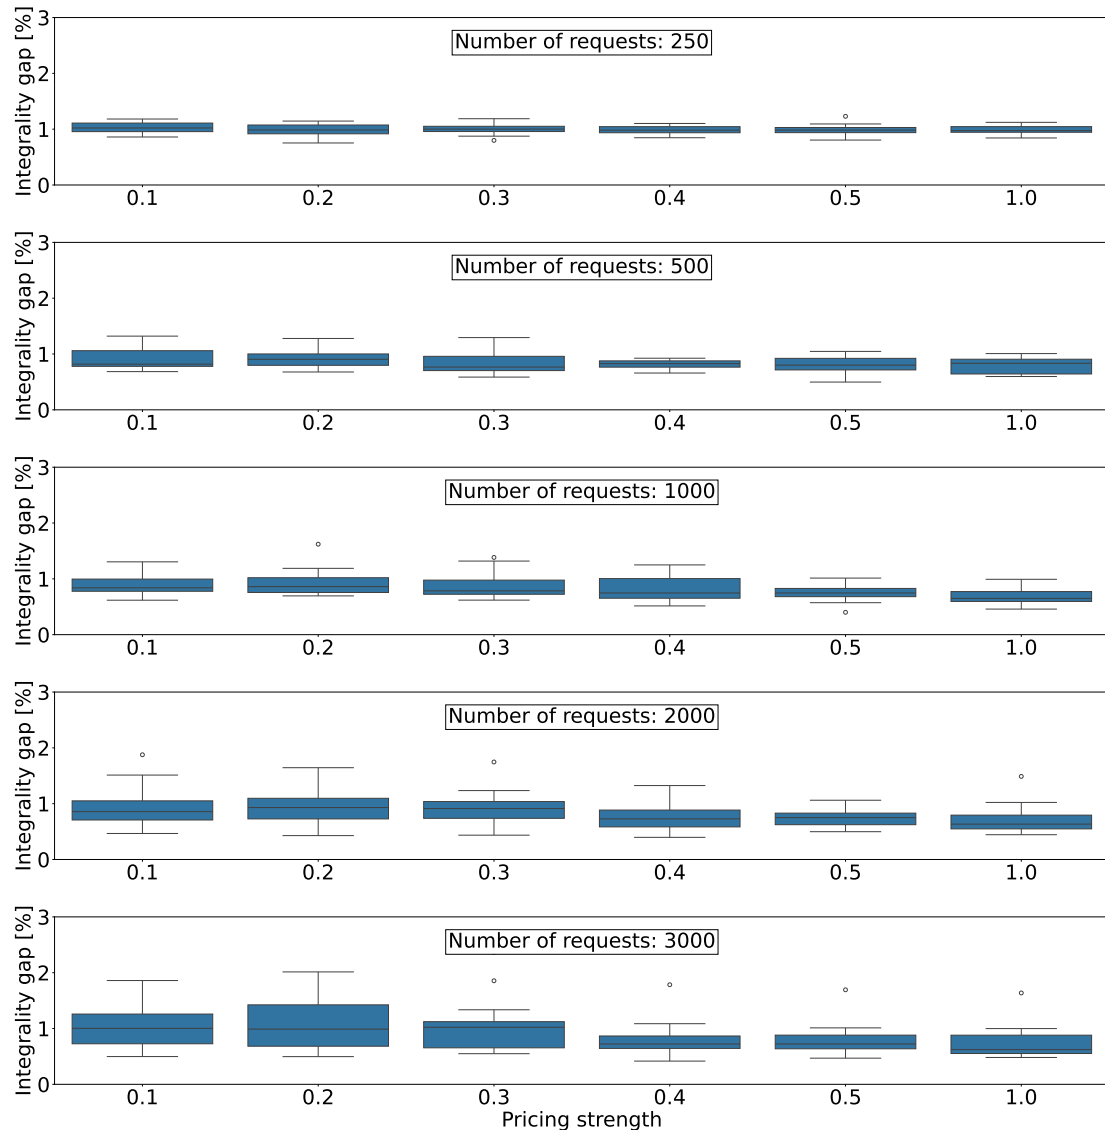 Integrality gap [%]
3
2
1
0
Number of requests: 250
0.1 0.2 0.3 0.4 0.5 1.0
Integrality gap [%]
3
2
1
0
Number of requests: 500
0.1 0.2 0.3 0.4 0.5 1.0
Integrality gap [%]
3
2
1
0
Number of requests: 1000
0.1 0.2 0.3 0.4 0.5 1.0
Integrality gap [%]
3
2
1
0
Number of requests: 2000
0.1 0.2 0.3 0.4 0.5 1.0
Integrality gap [%]
3
2
1
0
Number of requests: 3000
0.1 0.2 0.3 0.4 0.5 1.0
Pricing strength